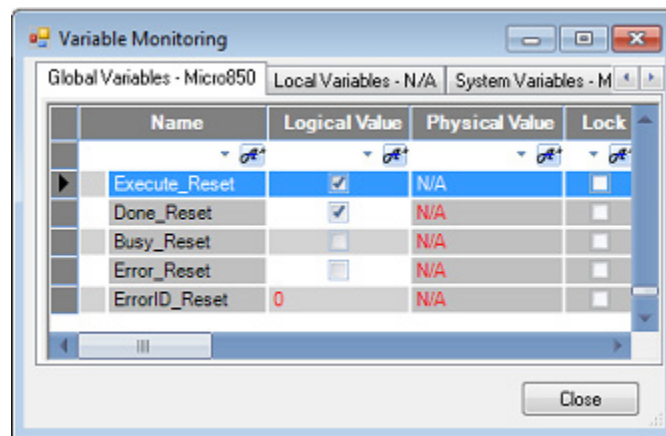 Variable Monitoring
Global Variables - Micro850 Local Variables - N/A System Variables - M
Name Logical Value Physical Value Lock
Execute_Reset N/A
Done_Reset N/A
Busy_Reset N/A
Error_Reset N/A
ErrorID_Reset 0 N/A
Close